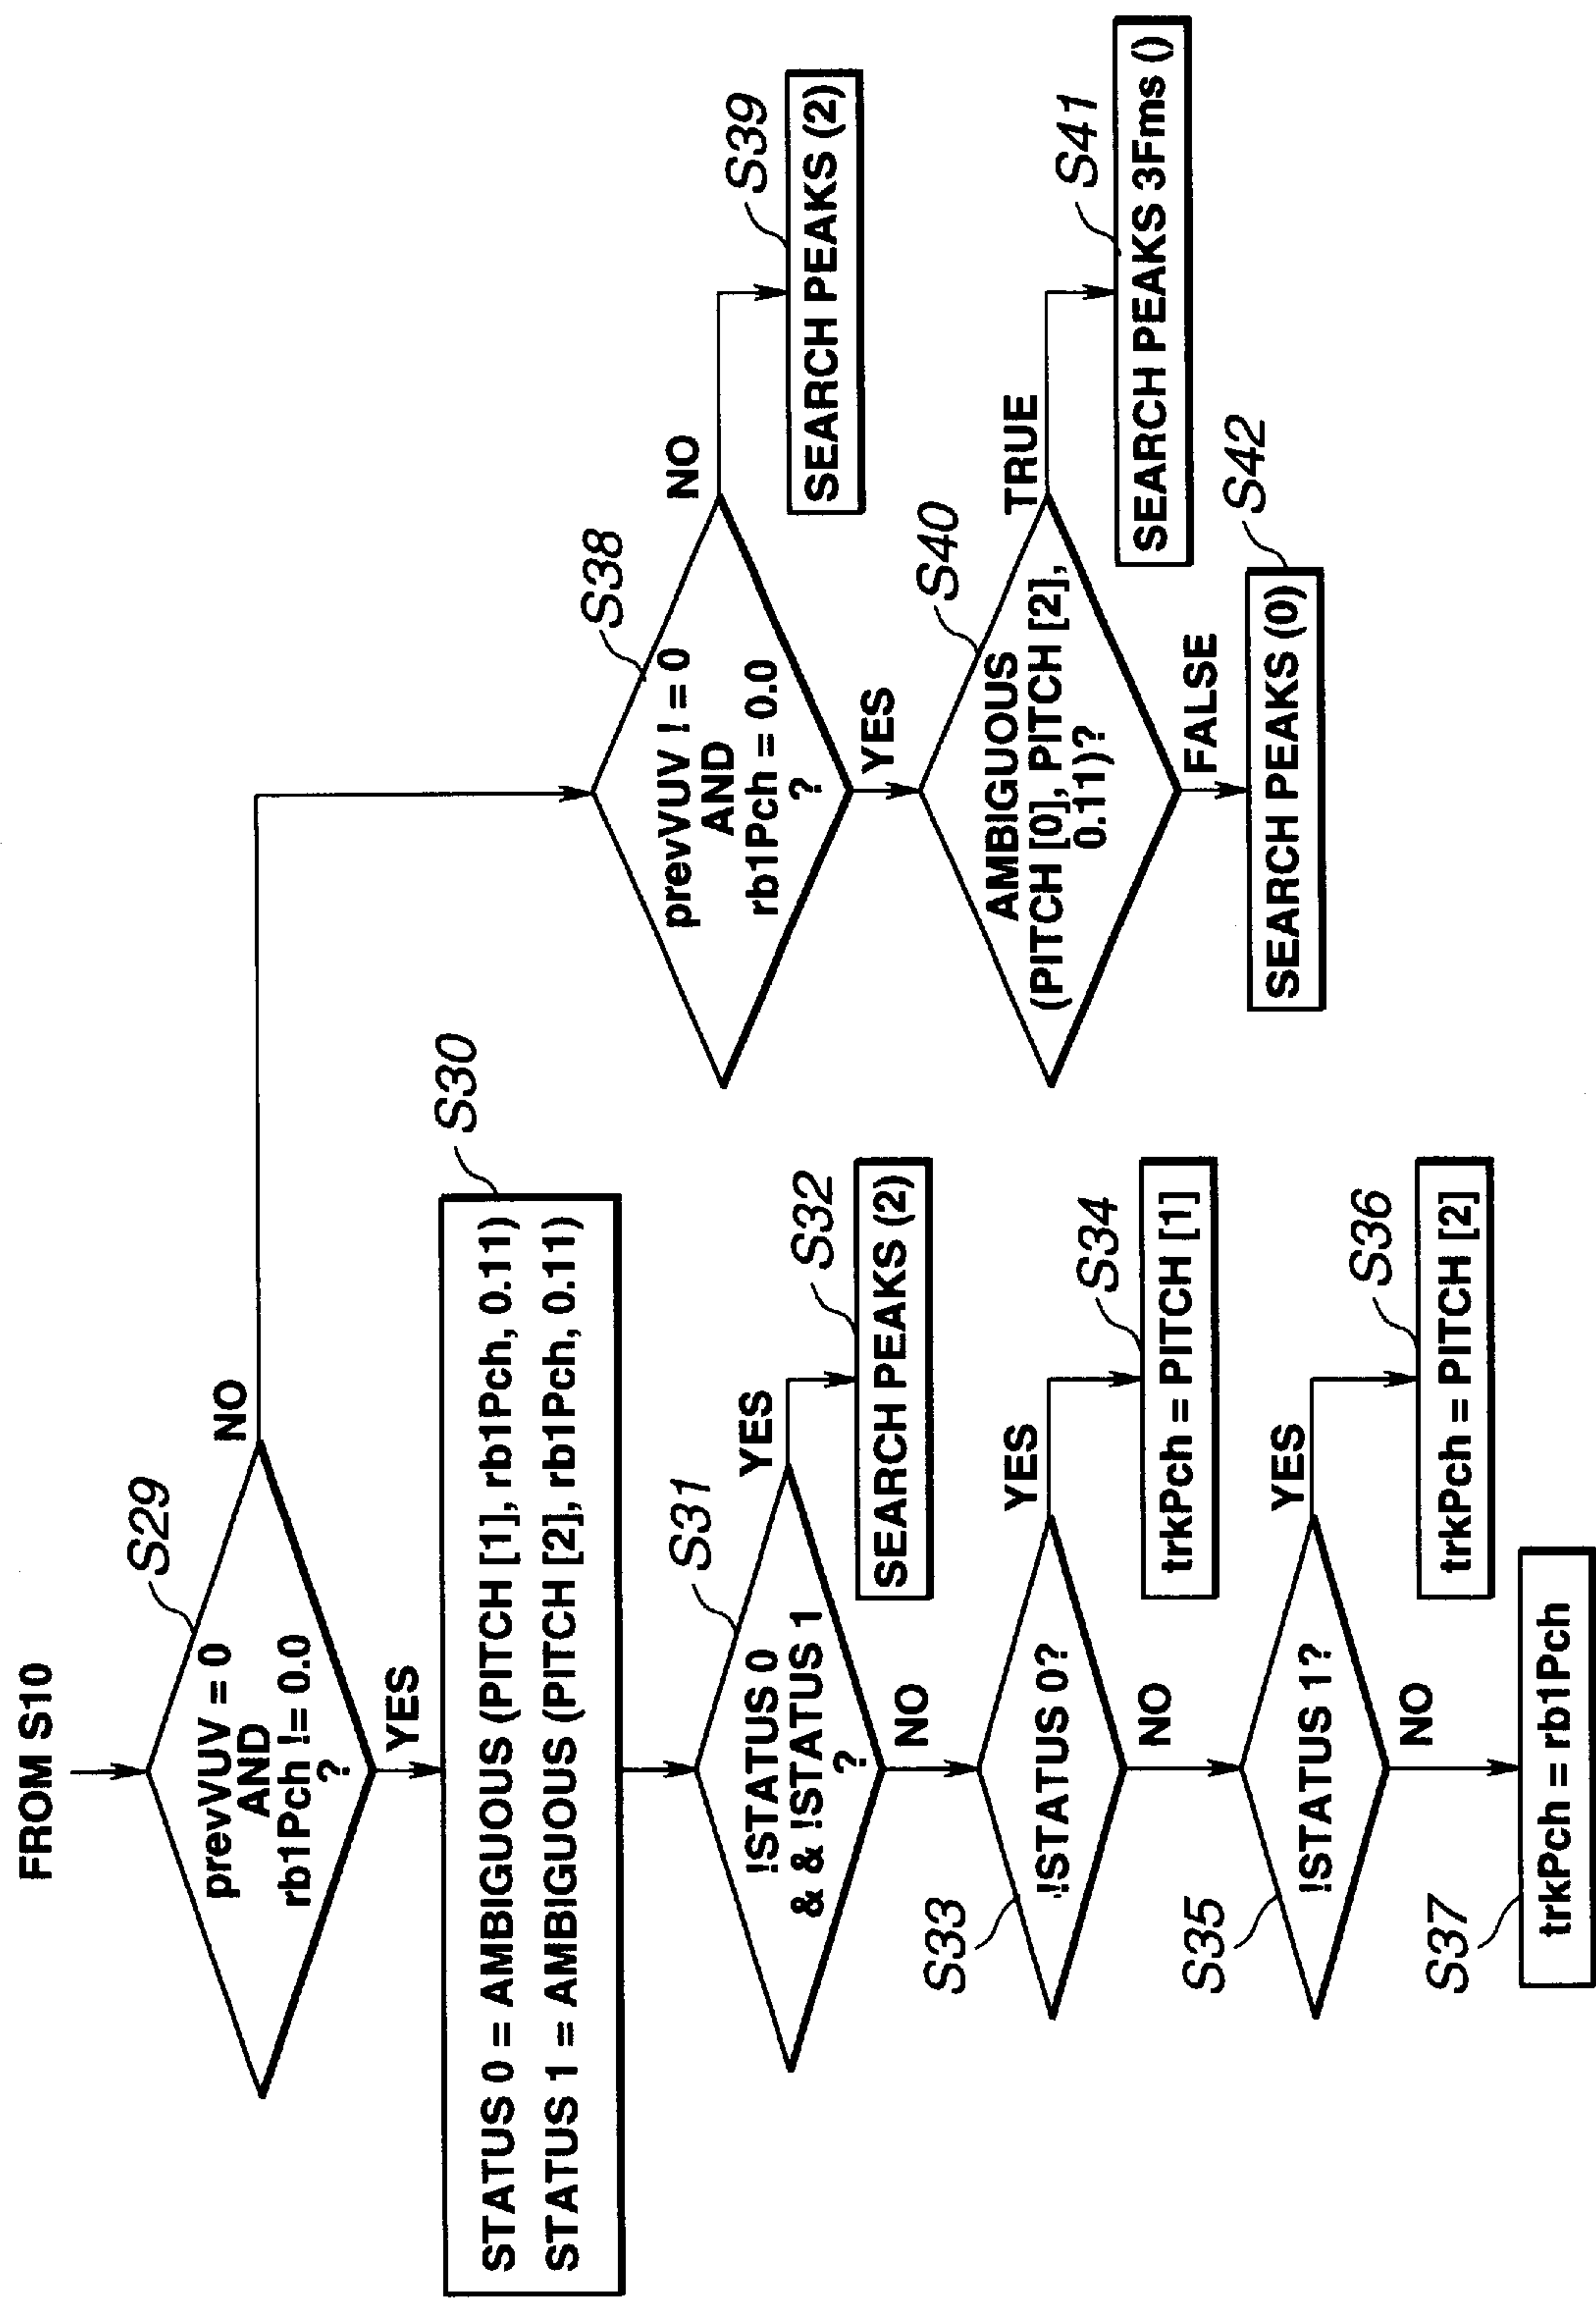 FROM S10
S29
prevVUV = 0
AND
rb1Pch != 0.0
?
NO
YES
S30
STATUS 0 = AMBIGUOUS (PITCH [1], rb1Pch, 0.11)
STATUS 1 = AMBIGUOUS (PITCH [2], rb1Pch, 0.11)
S31
!STATUS 0
& & !STATUS 1
?
YES
S32
SEARCH PEAKS (2)
NO
S33
!STATUS 0?
YES
S34
trkPch = PITCH [1]
NO
S35
!STATUS 1?
YES
S36
trkPch = PITCH [2]
NO
S37
trkPch = rb1Pch
S38
prevVUV ! = 0
AND
rb1Pch = 0.0
?
NO
S39
SEARCH PEAKS (2)
YES
S40
AMBIGUOUS
(PITCH [0], PITCH [2],
0.11)?
TRUE
S41
SEARCH PEAKS 3Fms ()
FALSE
S42
SEARCH PEAKS (0)